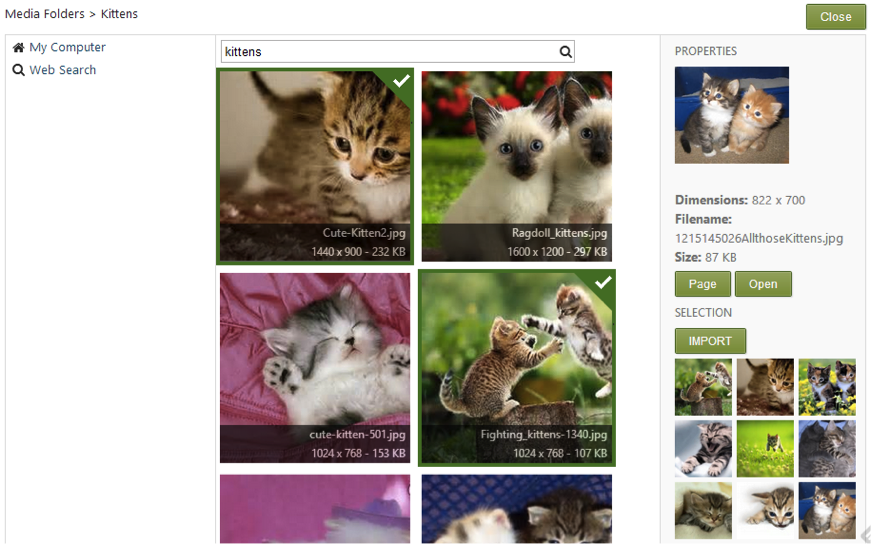 Media Folders > Kittens
Close
My Computer
Web Search
kittens
Cute-Kitten2.jpg
1440 x 900 - 232 KB
Ragdoll_kittens.jpg
1600 x 1200 - 297 KB
cute-kitten-501.jpg
1024 x 768 - 153 KB
Fighting_kittens-1340.jpg
1024 x 768 - 107 KB
PROPERTIES
Dimensions: 822 x 700
Filename:
1215145026AllthoseKittens.jpg
Size: 87 KB
Page
Open
SELECTION
IMPORT